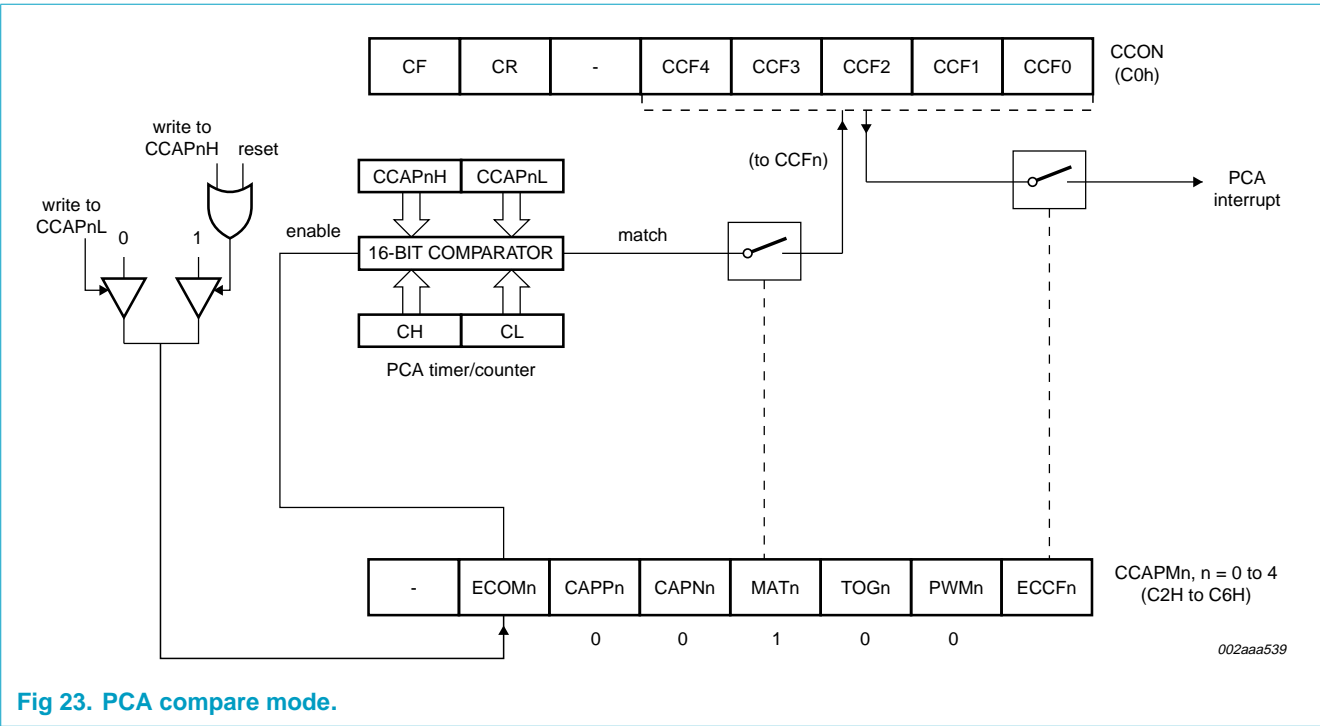 CF CR - CCF4 CCF3 CCF2 CCF1 CCF0
CCON
(C0h)
write to
CCAPnH reset
write to
CCAPnL
0 1
(to CCFn)
CCAPnH CCAPnL
PCA
interrupt
enable
16-BIT COMPARATOR
match
CH CL
PCA timer/counter
- ECOMn CAPPn CAPNn MATn TOGn PWMn ECCFn
CCAPMn, n = 0 to 4
(C2H to C6H)
0 0 1 0 0
002aaa539
Fig 23. PCA compare mode.